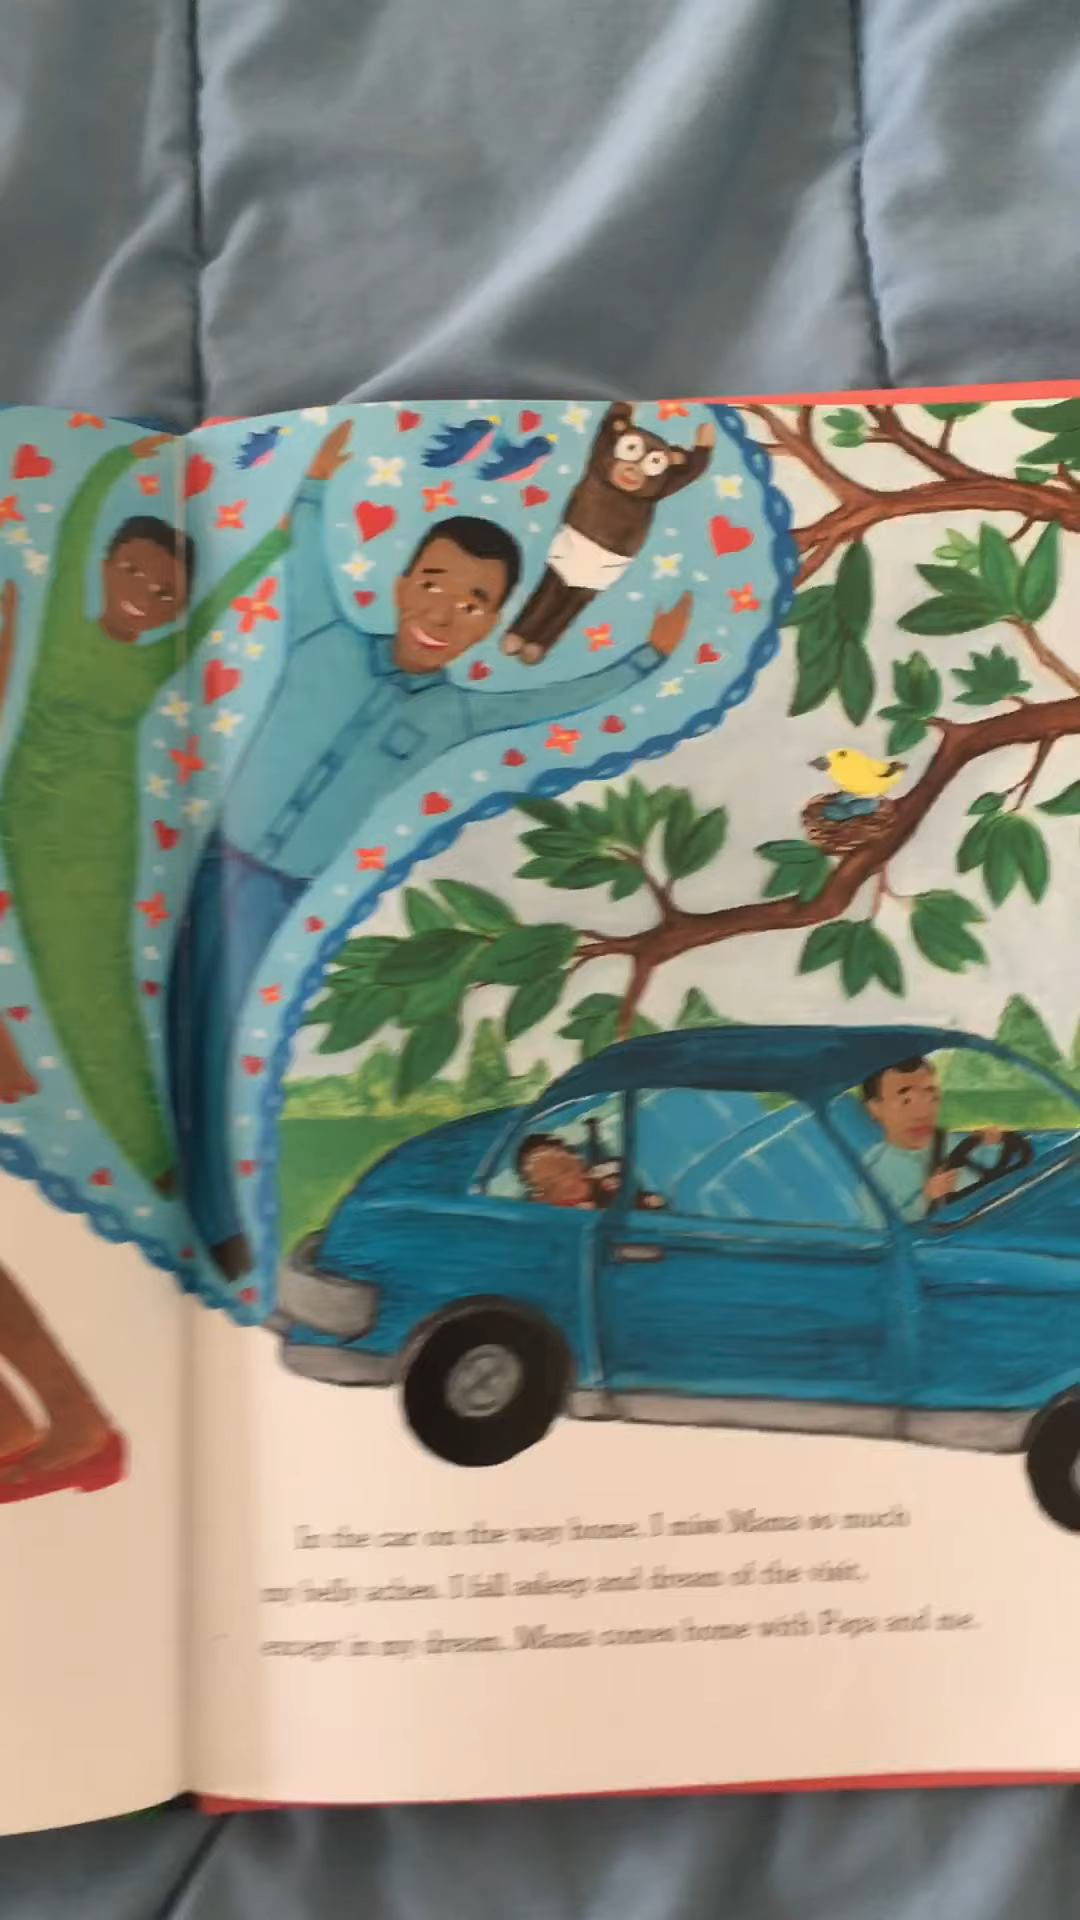 In the car on the way home, I miss Mama so much
my belly aches. I fall asleep and dream of the visit,
except in my dream, Mama comes home with Papa and me.